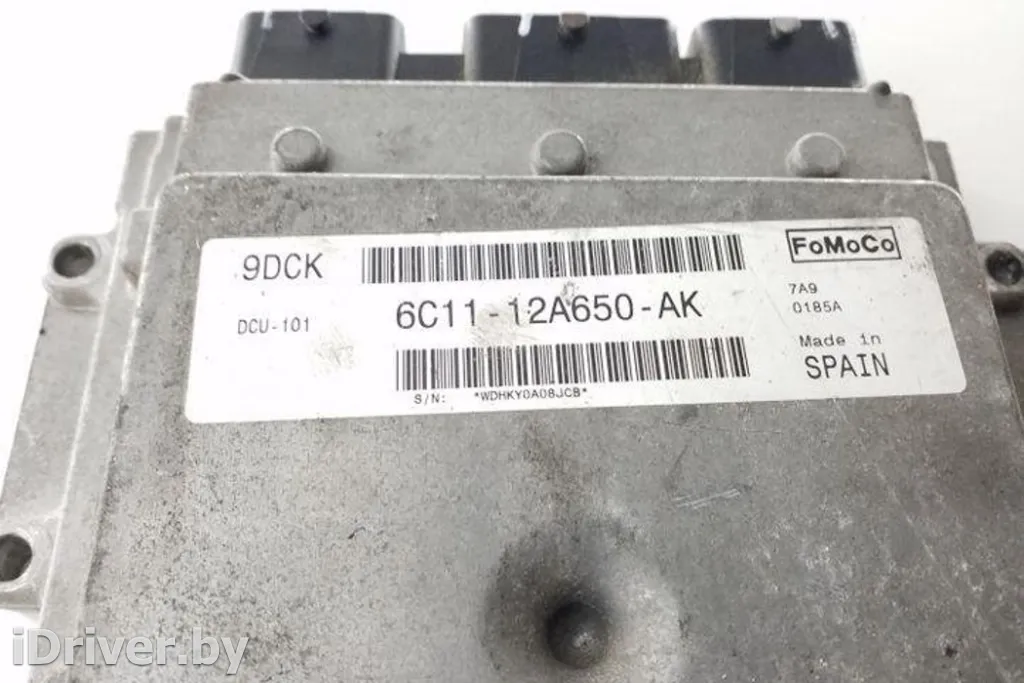 9DCK
FoMoCo
DCU-101
6C11-12A650-AK
7A9
0185A
Made in
SPAIN
S/N: *WDHKY0A08JCB*
iDriver.by